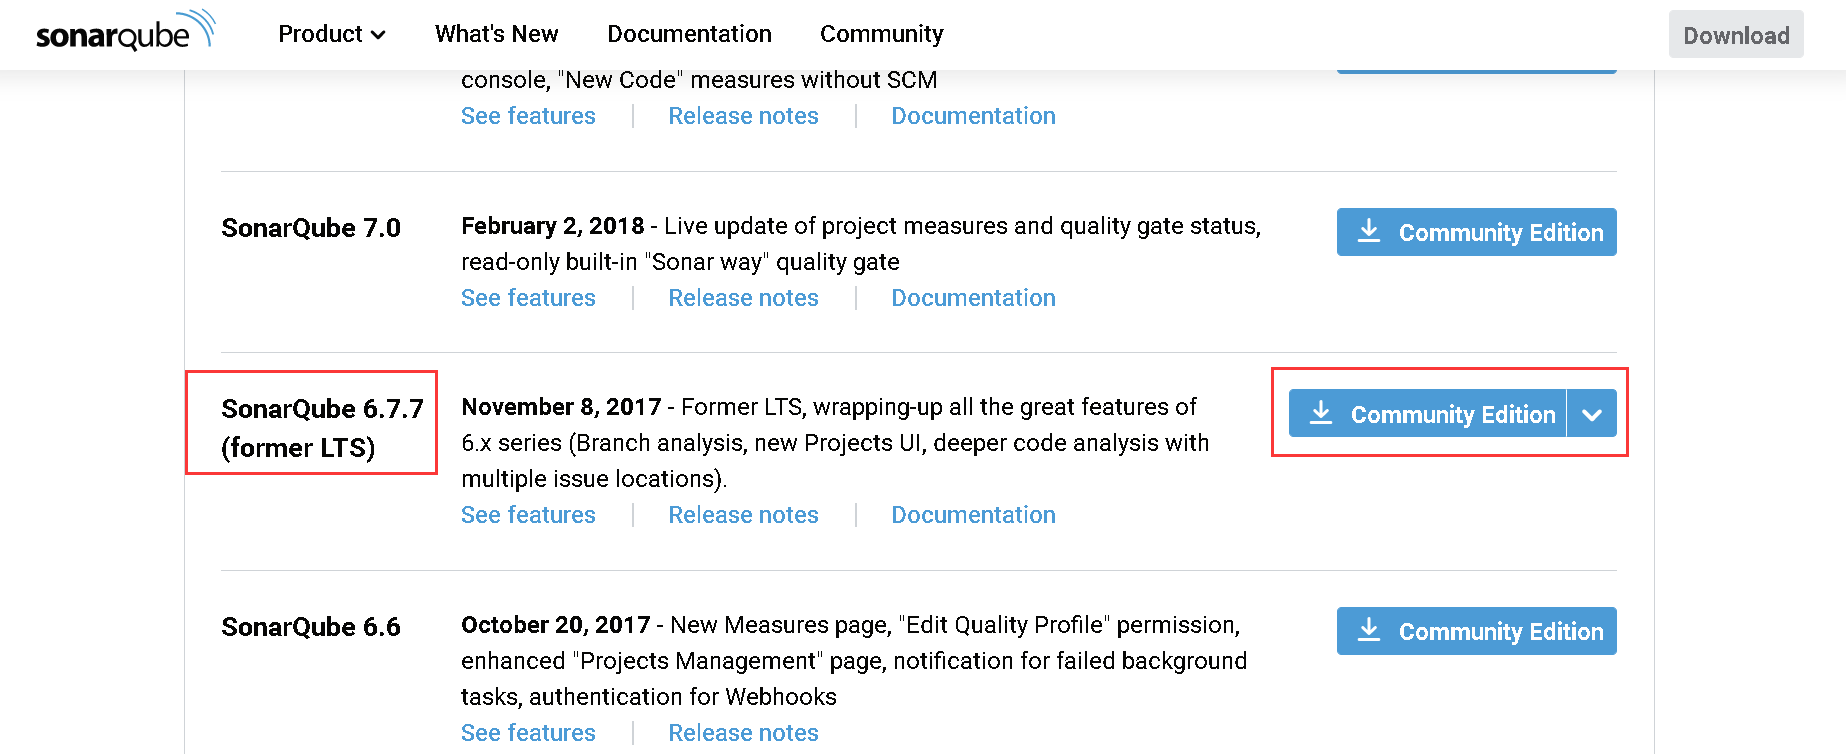 sonarqube Product What's New Documentation Community Download
console, "New Code" measures without SCM
See features Release notes Documentation
SonarQube 7.0
February 2, 2018 - Live update of project measures and quality gate status,
read-only built-in "Sonar way" quality gate
See features Release notes Documentation
Community Edition
SonarQube 6.7.7
(former LTS)
November 8, 2017 - Former LTS, wrapping-up all the great features of
6.x series (Branch analysis, new Projects UI, deeper code analysis with
multiple issue locations).
See features Release notes Documentation
Community Edition
SonarQube 6.6
October 20, 2017 - New Measures page, "Edit Quality Profile" permission,
enhanced "Projects Management" page, notification for failed background
tasks, authentication for Webhooks
See features Release notes
Community Edition